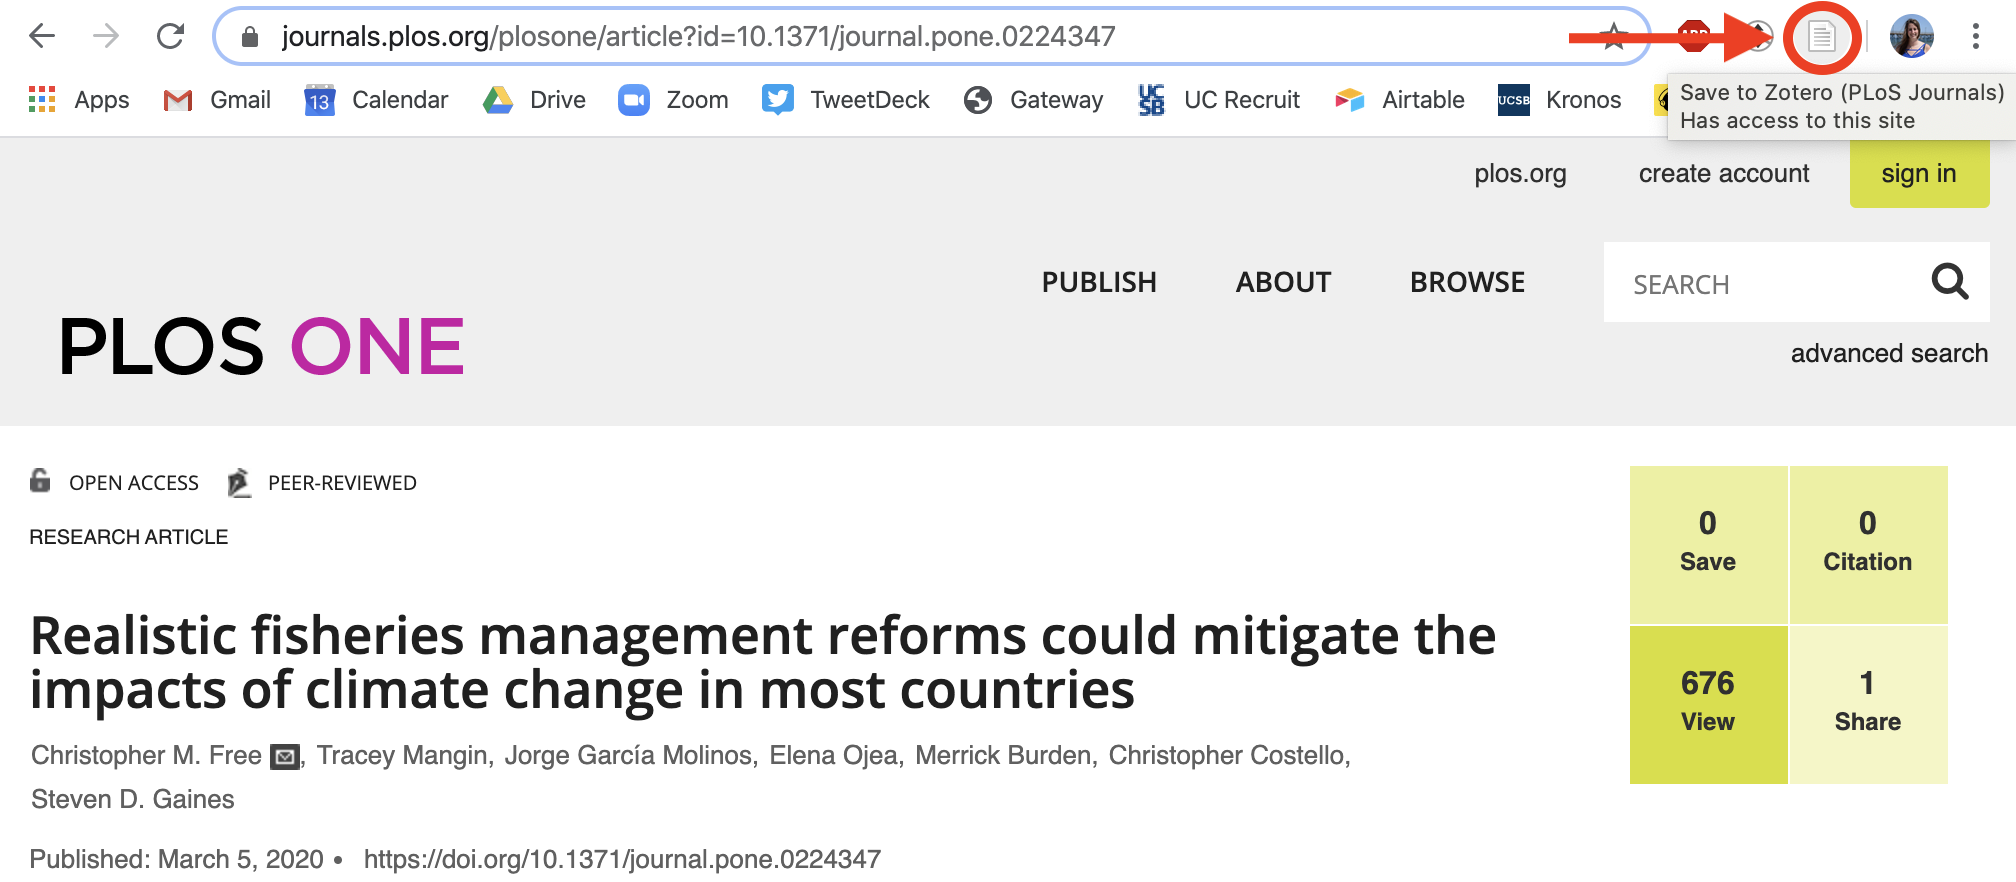 journals.plos.org/plosone/article?id=10.1371/journal.pone.0224347
Apps Gmail 13 Calendar Drive Zoom TweetDeck Gateway UC SB UC Recruit Airtable UCSB Kronos
Save to Zotero (PLoS Journals)
Has access to this site
plos.org create account sign in
PUBLISH ABOUT BROWSE SEARCH
PLOS ONE
advanced search
OPEN ACCESS PEER-REVIEWED
RESEARCH ARTICLE
0 0
Save Citation
Realistic fisheries management reforms could mitigate the
impacts of climate change in most countries
676 1
View Share
Christopher M. Free , Tracey Mangin, Jorge García Molinos, Elena Ojea, Merrick Burden, Christopher Costello,
Steven D. Gaines
Published: March 5, 2020 • https://doi.org/10.1371/journal.pone.0224347